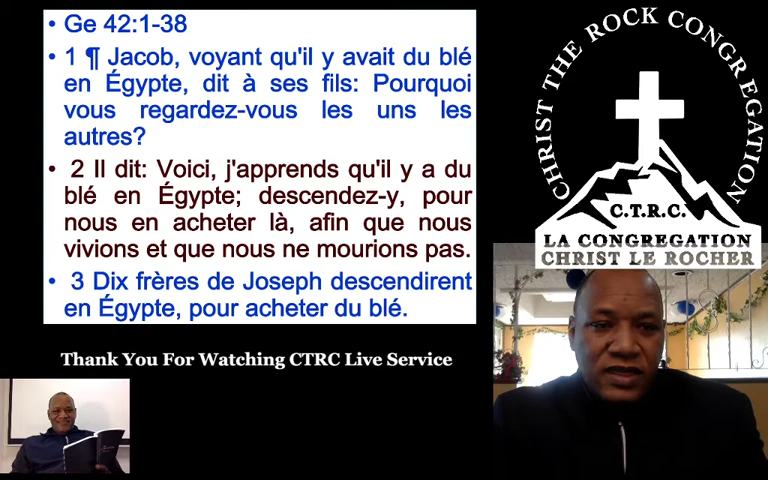 • Ge 42:1-38
• 1 ¶ Jacob, voyant qu'il y avait du blé
en Égypte, dit à ses fils: Pourquoi
vous regardez-vous les uns les
autres?
• 2 Il dit: Voici, j'apprends qu'il y a du
blé en Égypte; descendez-y, pour
nous en acheter là, afin que nous
vivions et que nous ne mourions pas.
• 3 Dix frères de Joseph descendirent
en Égypte, pour acheter du blé.
CHRIST THE ROCK CONGREGATION
C.T.R.C.
LA CONGREGATION
CHRIST LE ROCHER
Thank You For Watching CTRC Live Service